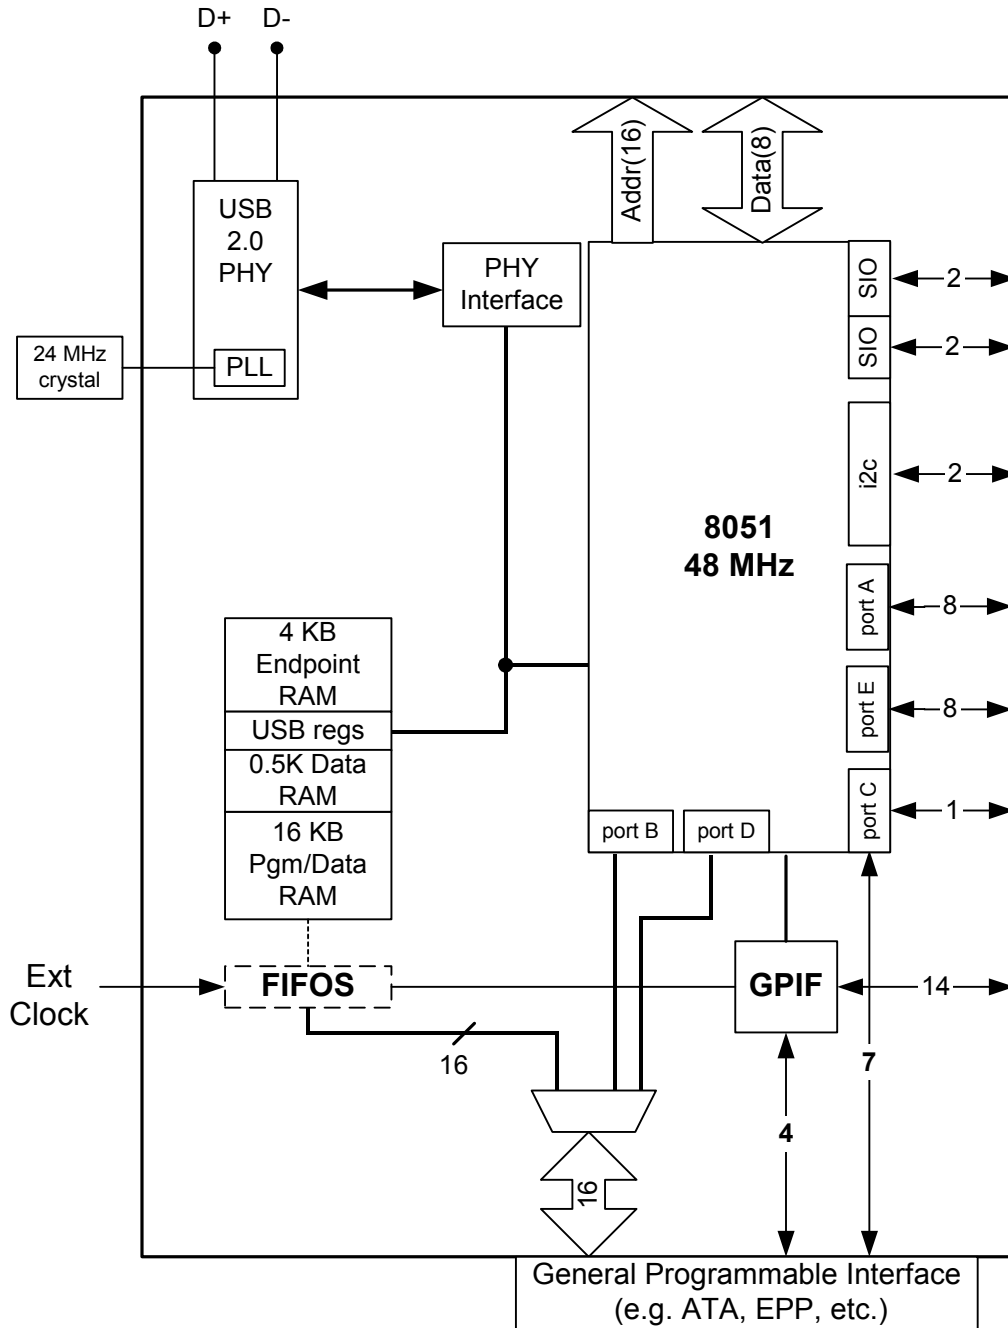 D+ D-
Addr(16)
Data(8)
USB
2.0
PHY
PLL
24 MHz
crystal
PHY
Interface
SIO
2
SIO
2
i2c
2
8051
48 MHz
port A
8
port E
8
port C
1
4 KB
Endpoint
RAM
USB regs
0.5K Data
RAM
16 KB
Pgm/Data
RAM
port B
port D
Ext
Clock
FIFOS
GPIF
14
16
7
4
16
General Programmable Interface
(e.g. ATA, EPP, etc.)